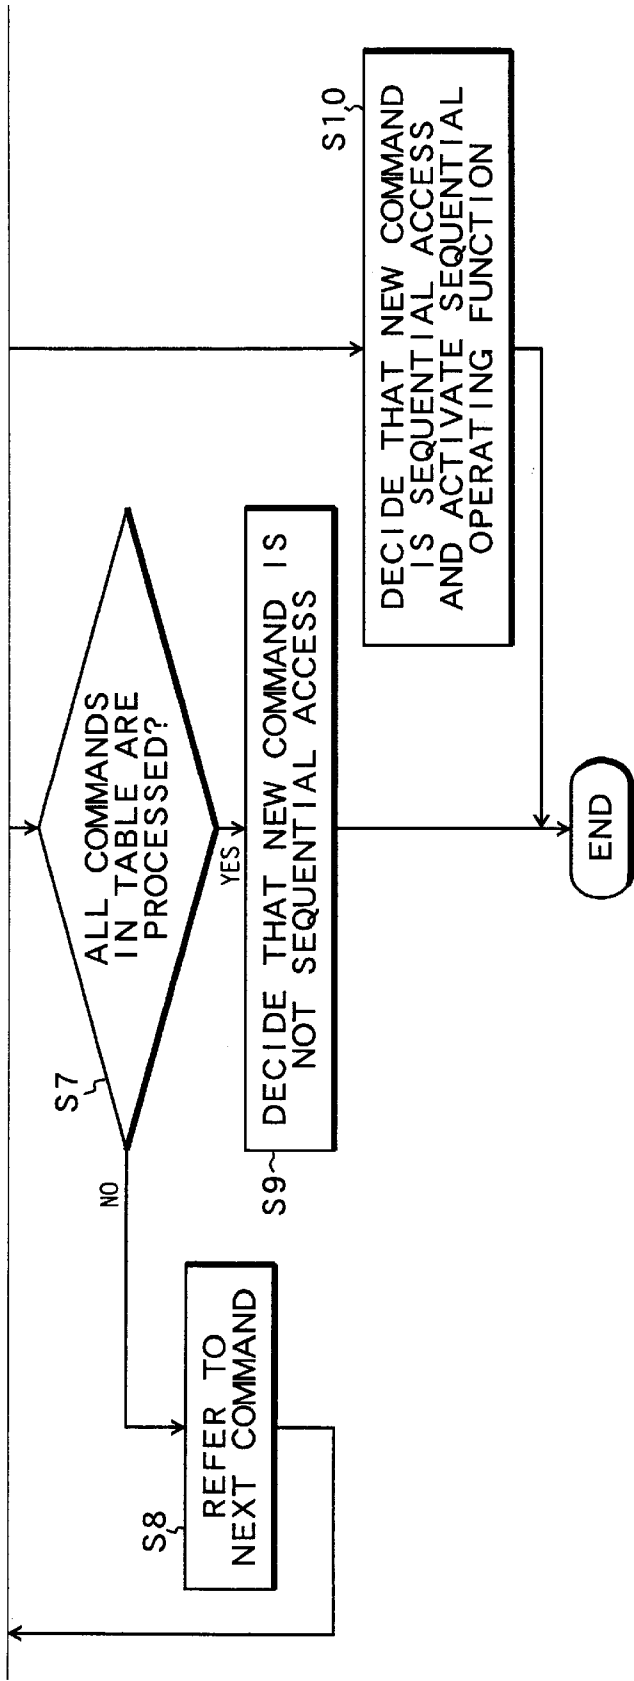 S7
ALL COMMANDS
IN TABLE ARE
PROCESSED?
NO
YES
S8
REFER TO
NEXT COMMAND
S9
DECIDE THAT NEW COMMAND IS
NOT SEQUENTIAL ACCESS
S10
DECIDE THAT NEW COMMAND
IS SEQUENTIAL ACCESS
AND ACTIVATE SEQUENTIAL
OPERATING FUNCTION
END